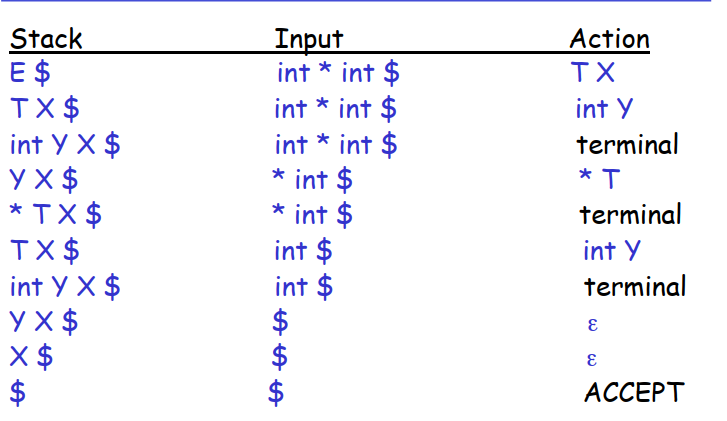 Stack Input Action
E $ int * int $ T X
T X $ int * int $ int Y
int Y X $ int * int $ terminal
Y X $ * int $ * T
* T X $ * int $ terminal
T X $ int $ int Y
int Y X $ int $ terminal
Y X $ $ ε
X $ $ ε
$ $ ACCEPT